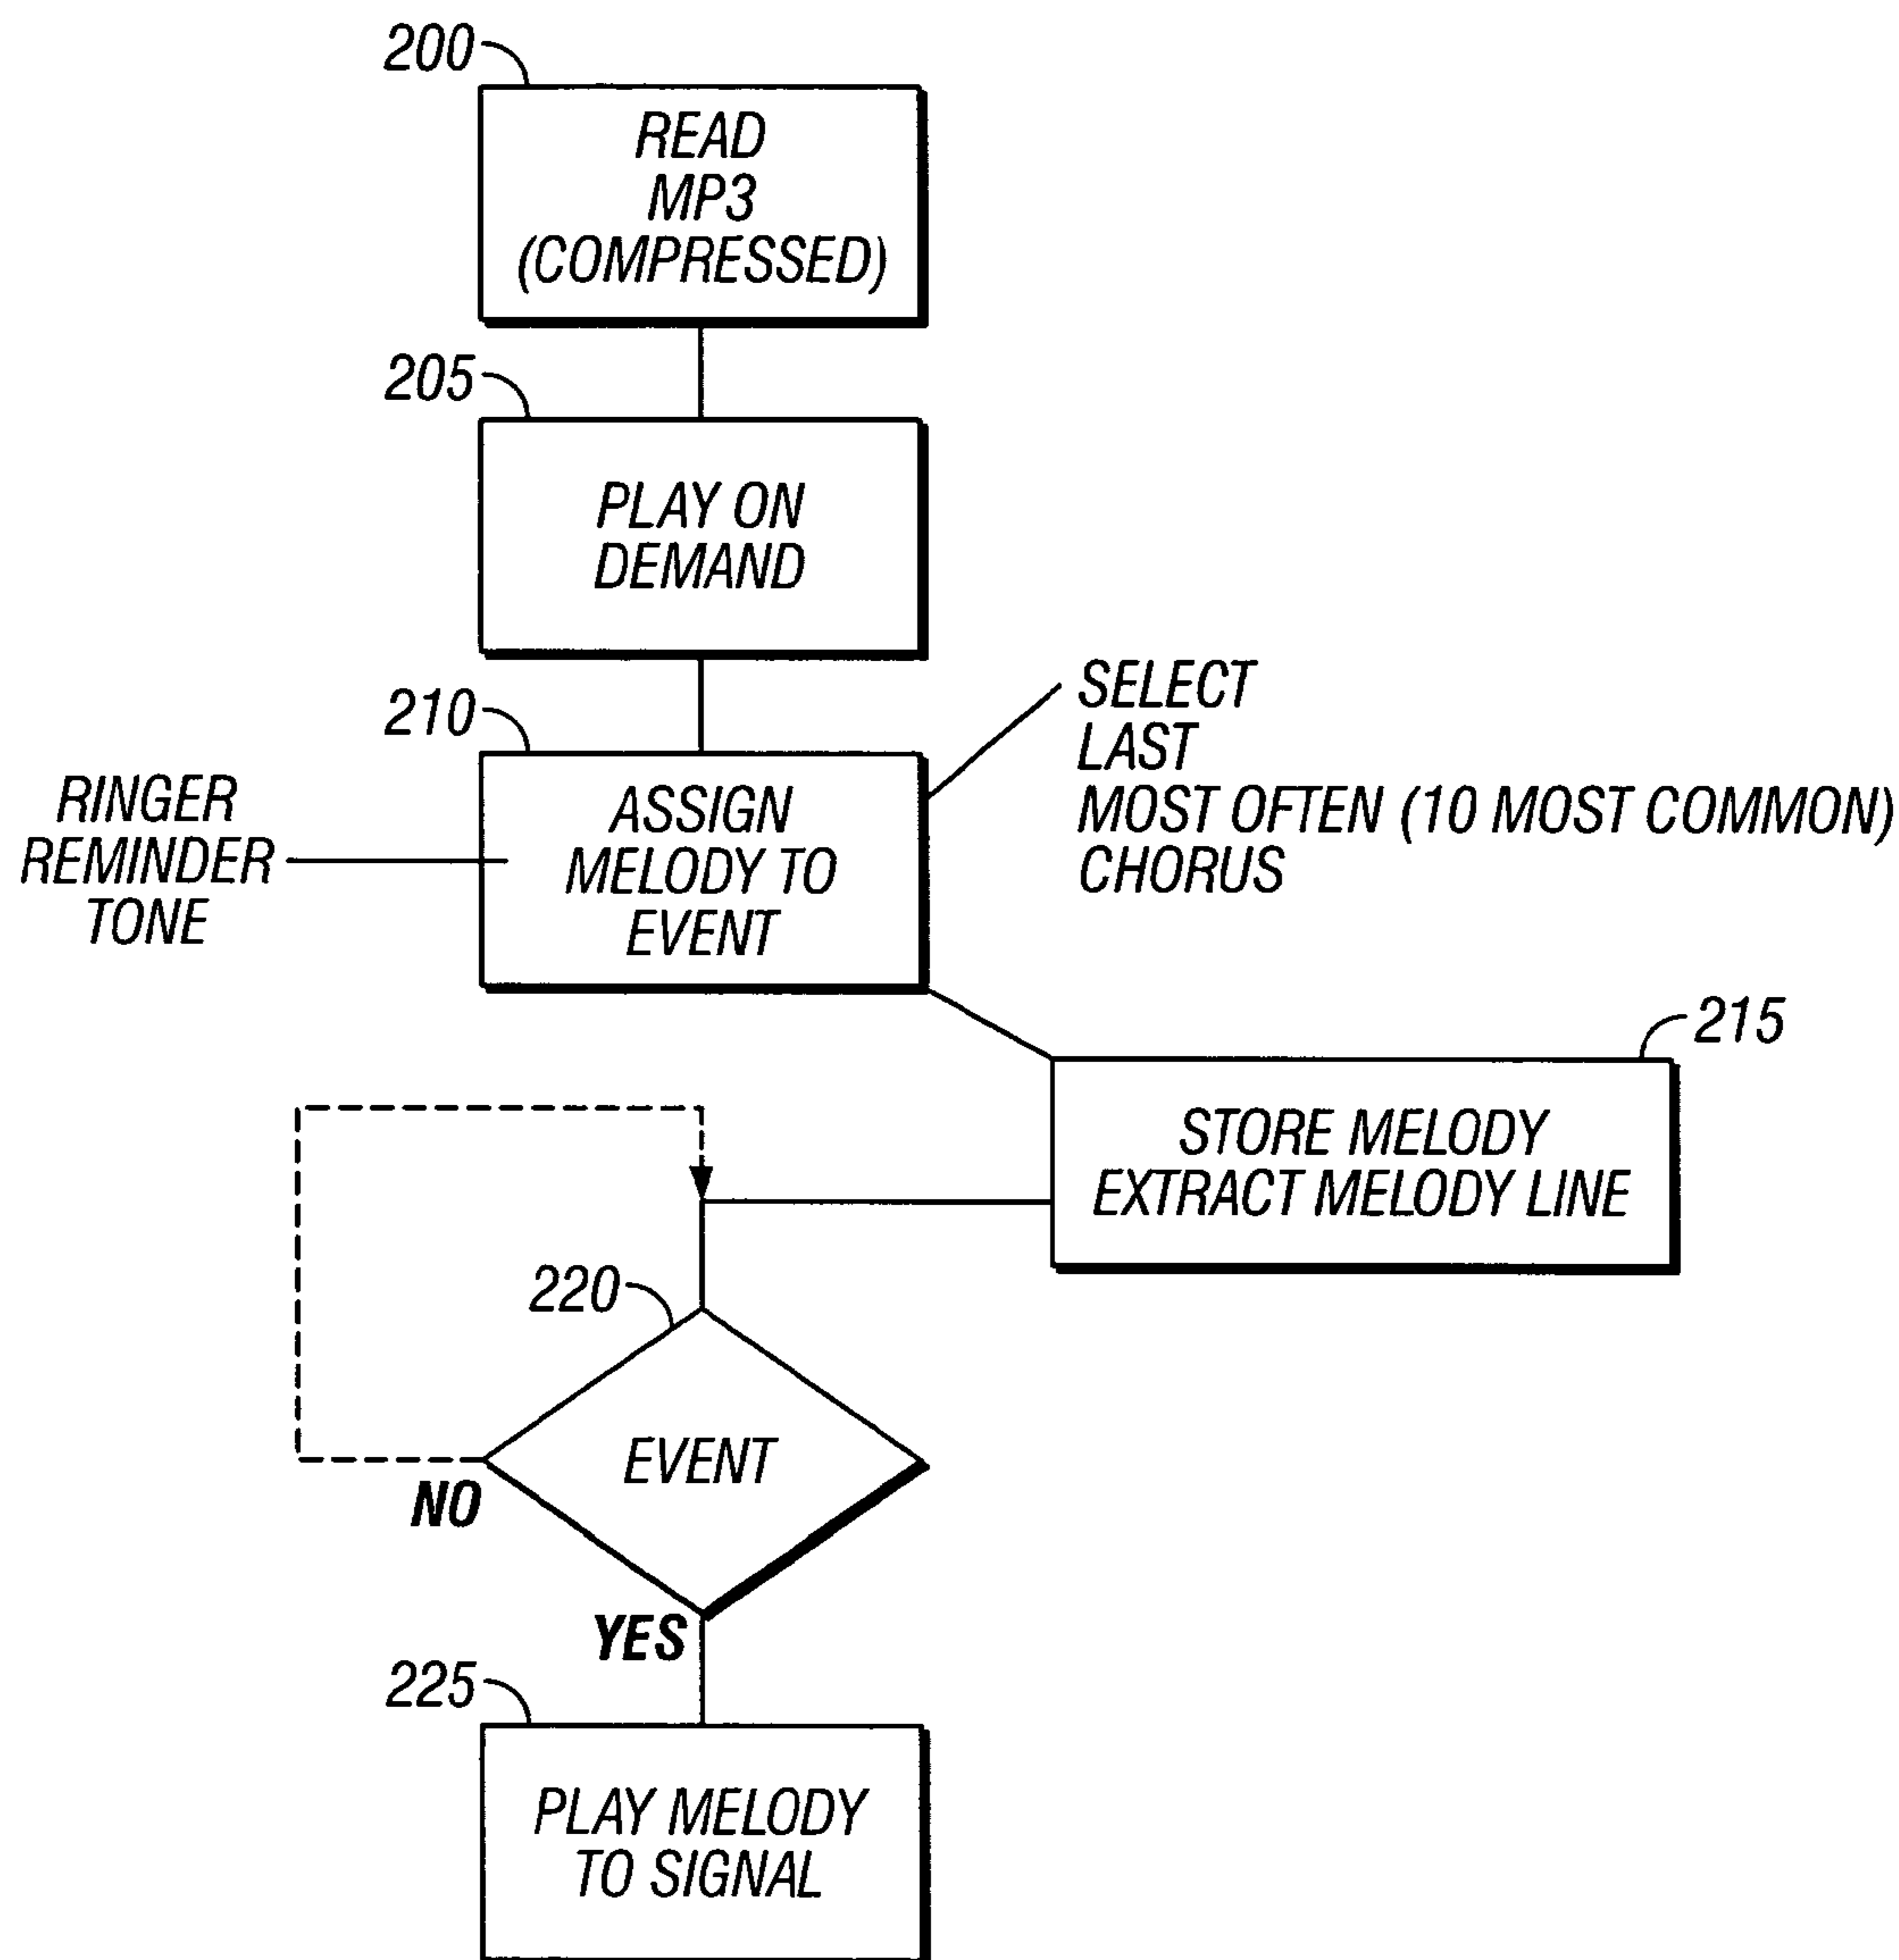 200
READ
MP3
(COMPRESSED)
205
PLAY ON
DEMAND
210
ASSIGN
MELODY TO
EVENT
RINGER
REMINDER
TONE
SELECT
LAST
MOST OFTEN (10 MOST COMMON)
CHORUS
215
STORE MELODY
EXTRACT MELODY LINE
220
EVENT
NO
YES
225
PLAY MELODY
TO SIGNAL